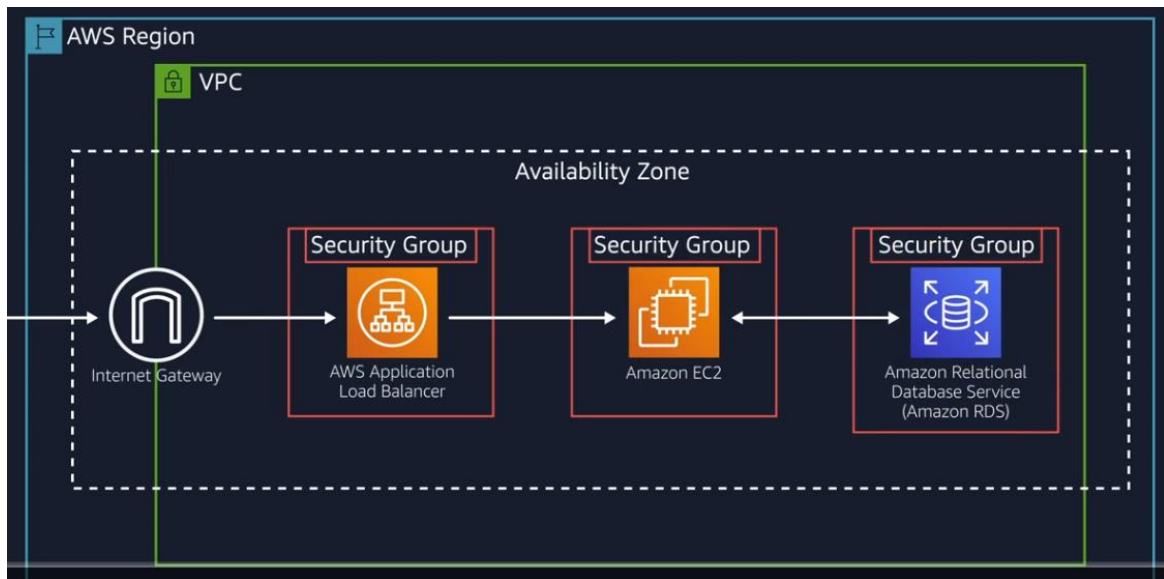 AWS Region
VPC
Availability Zone
Security Group
Security Group
Security Group
Internet Gateway
AWS Application
Load Balancer
Amazon EC2
Amazon Relational
Database Service
(Amazon RDS)